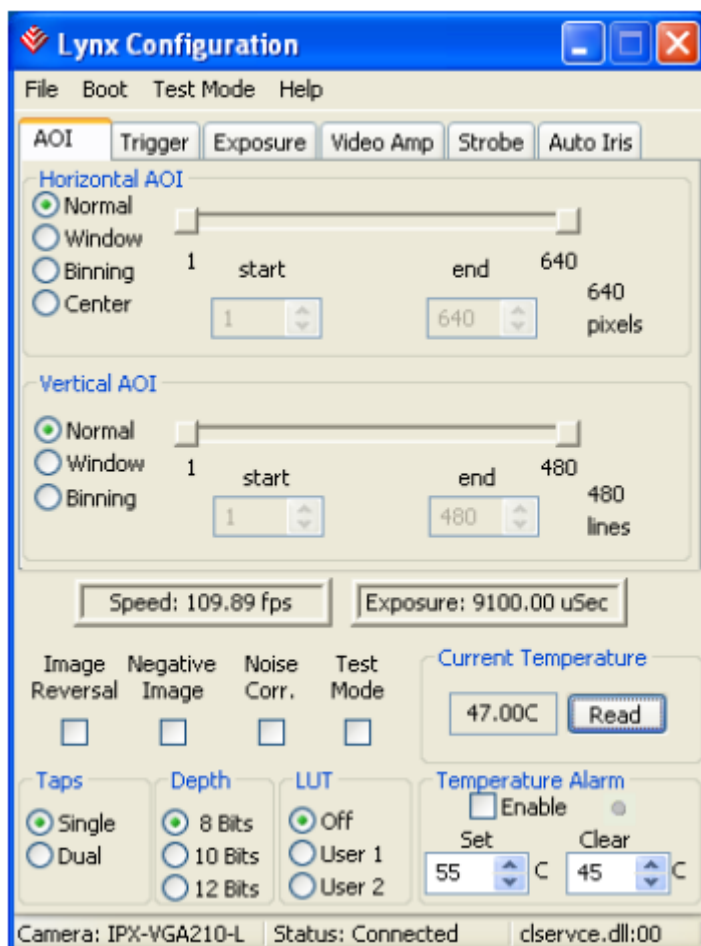 Lynx Configuration
File Boot Test Mode Help
AOI Trigger Exposure Video Amp Strobe Auto Iris
Horizontal AOI
Normal
Window
Binning
Center
1 start end 640
1 640
640
pixels
Vertical AOI
Normal
Window
Binning
1 start end 480
1 480
480
lines
Speed: 109.89 fps Exposure: 9100.00 uSec
Image Reversal
Negative Image
Noise Corr.
Test Mode
Current Temperature
47.00C Read
Taps
Single
Dual
Depth
8 Bits
10 Bits
12 Bits
LUT
Off
User 1
User 2
Temperature Alarm
Enable
Set Clear
55 C 45 C
Camera: IPX-VGA210-L Status: Connected clservce.dll:00